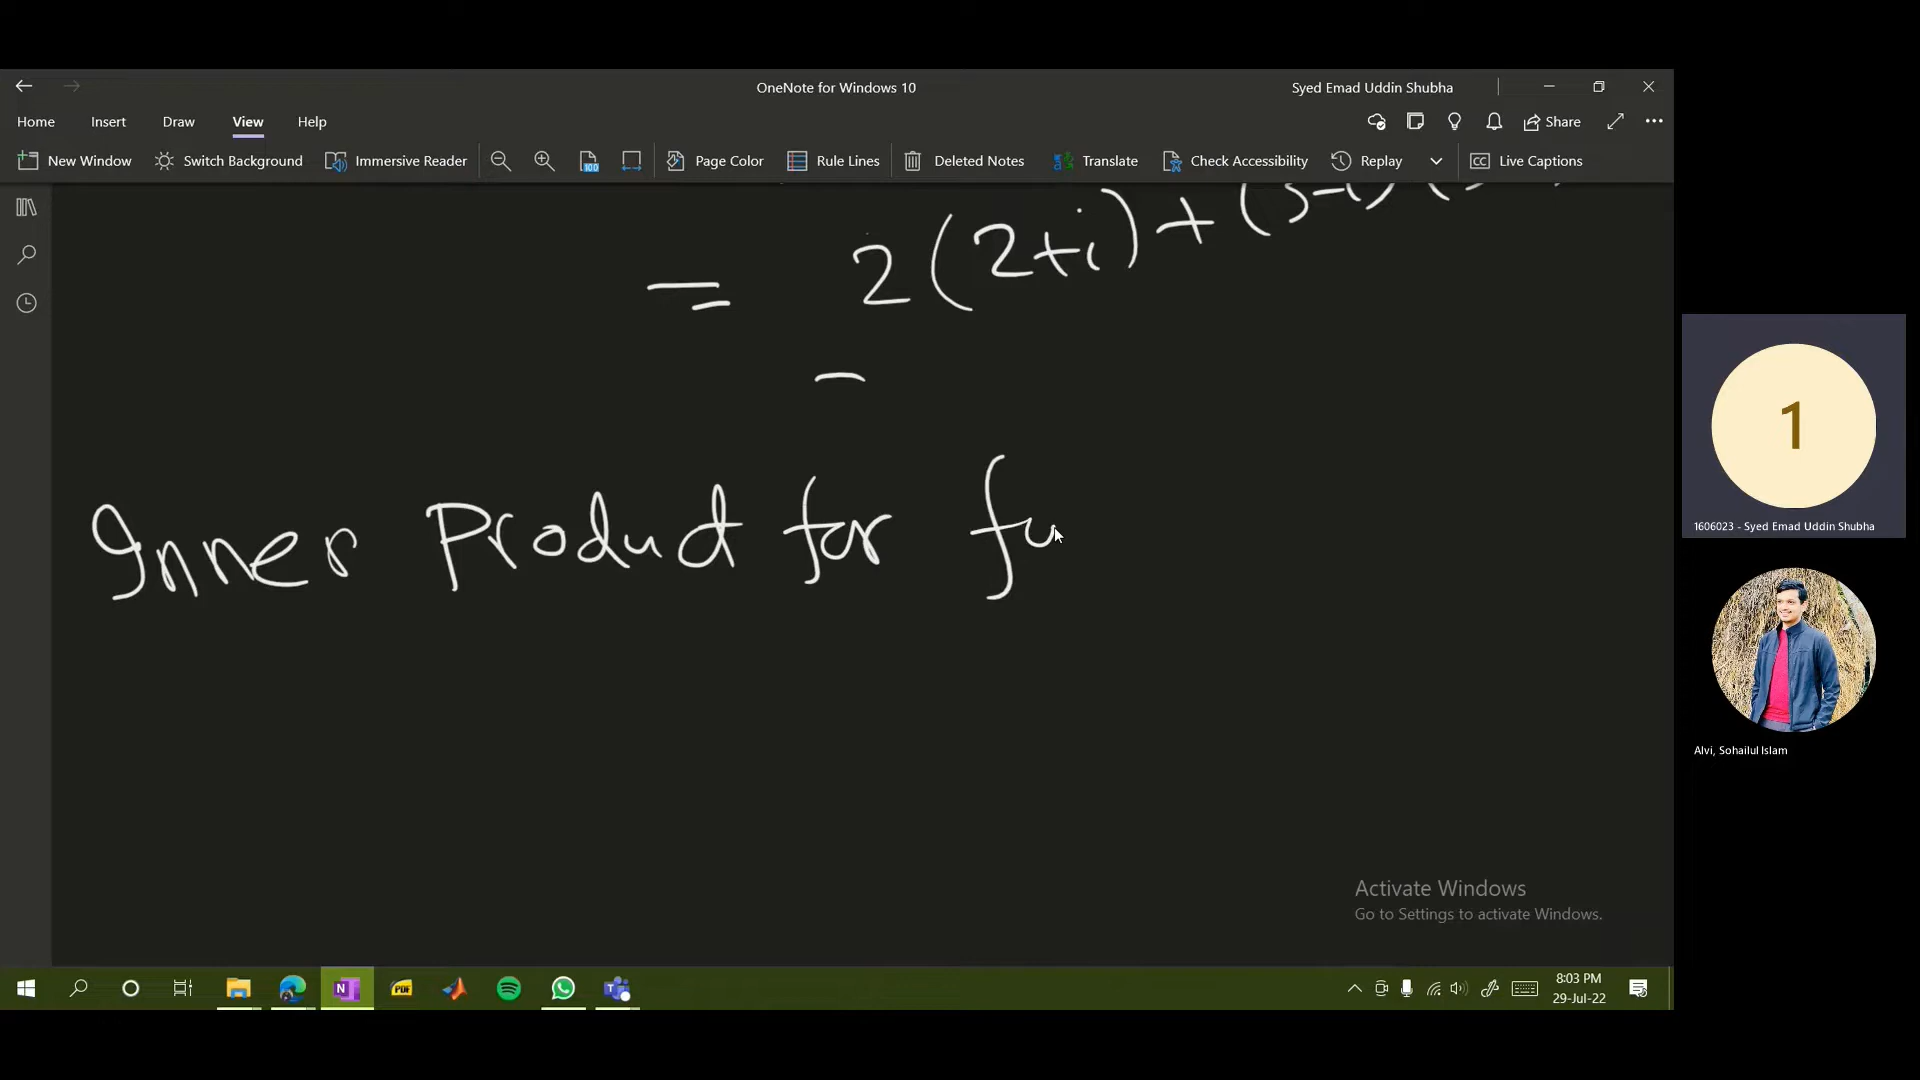 OneNote for Windows 10
Syed Emad Uddin Shubha
Home Insert Draw View Help
Share
New Window Switch Background Immersive Reader Page Color Rule Lines Deleted Notes Translate Check Accessibility Replay Live Captions
= 2(2+i) +
Inner Product for fu
1
1606023 - Syed Emad Uddin Shubha
Alvi, Sohailul Islam
Activate Windows
Go to Settings to activate Windows.
8:03 PM
29-Jul-22